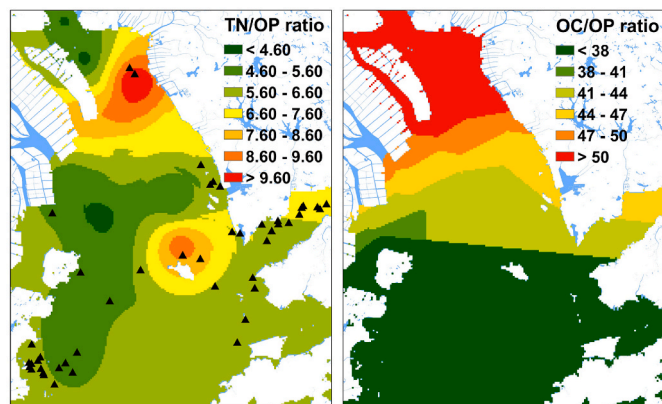 TN/OP ratio
< 4.60
4.60 - 5.60
5.60 - 6.60
6.60 - 7.60
7.60 - 8.60
8.60 - 9.60
> 9.60
OC/OP ratio
< 38
38 - 41
41 - 44
44 - 47
47 - 50
> 50